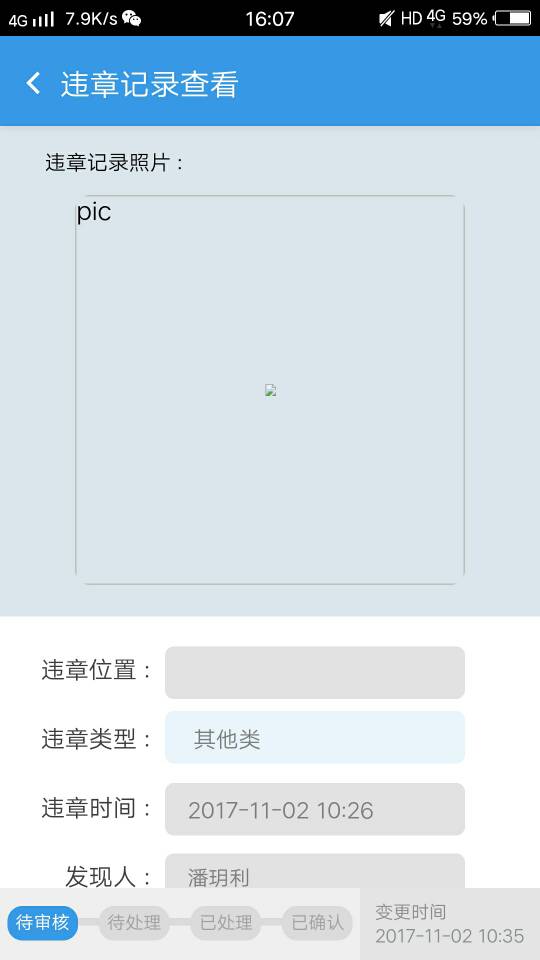 4G 7.9K/s 16:07 HD 4G 59%
违章记录查看
违章记录照片：
pic
违章位置：
违章类型： 其他类
违章时间： 2017-11-02 10:26
发现人： 潘玥利
待审核 待处理 已处理 已确认
变更时间
2017-11-02 10:35